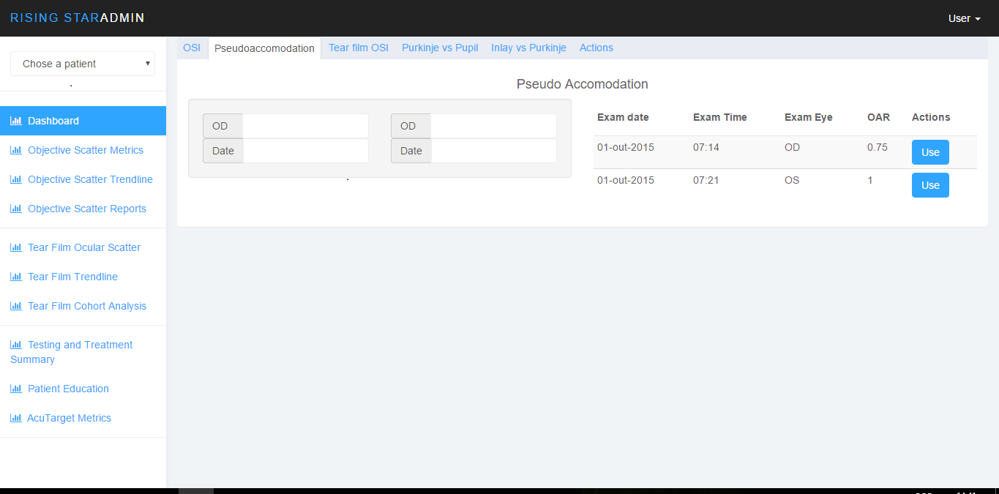 RISING STARADMIN
User
Chose a patient
.
Dashboard
Objective Scatter Metrics
Objective Scatter Trendline
Objective Scatter Reports
Tear Film Ocular Scatter
Tear Film Trendline
Tear Film Cohort Analysis
Testing and Treatment
Summary
Patient Education
AcuTarget Metrics
OSI Pseudoaccomodation Tear film OSI Purkinje vs Pupil Inlay vs Purkinje Actions
Pseudo Accomodation
OD
Date
OD
Date
.
Exam date Exam Time Exam Eye OAR Actions
01-out-2015 07:14 OD 0.75 Use
01-out-2015 07:21 OS 1 Use